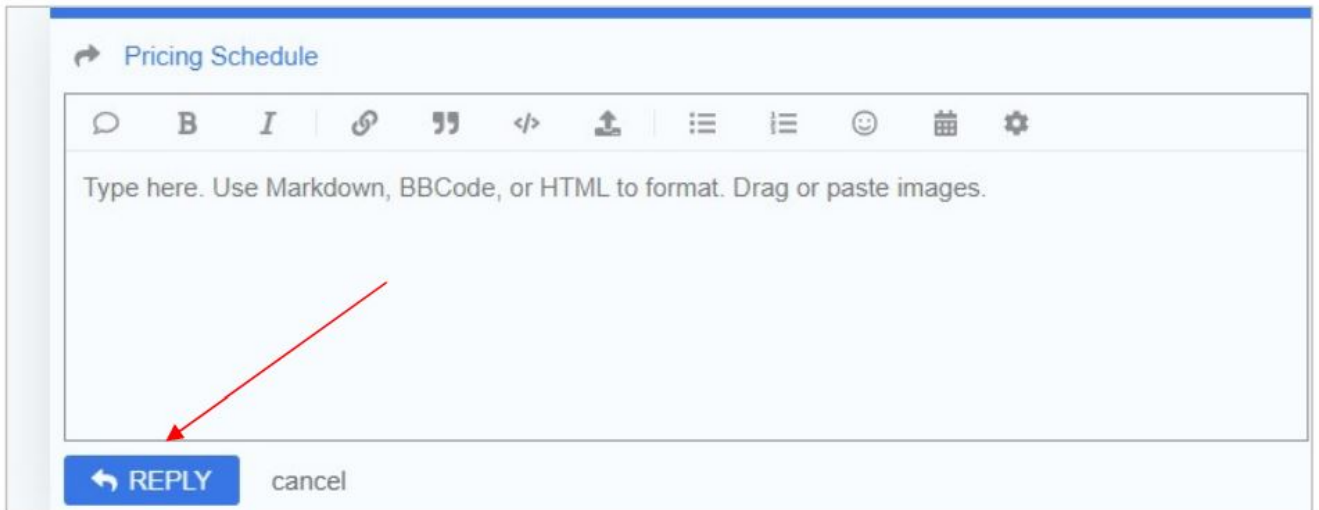 Pricing Schedule
B I </>
Type here. Use Markdown, BBCode, or HTML to format. Drag or paste images.
REPLY cancel